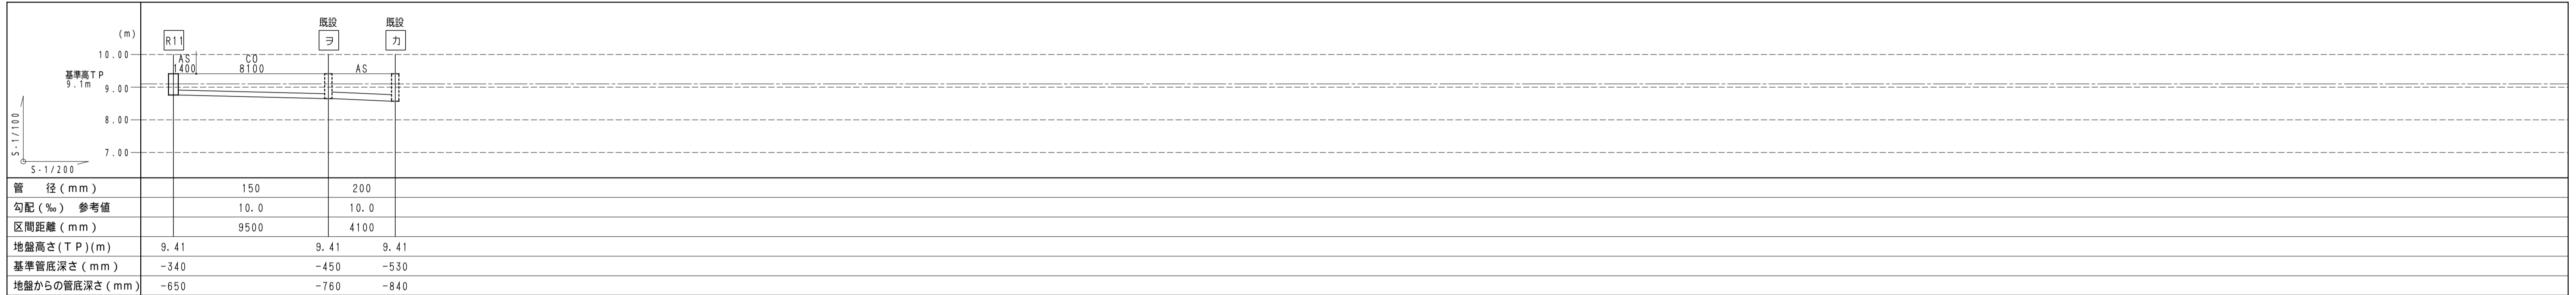 既設 既設
(m) R11 ヲ カ
10.00
AS CO
1400 8100 AS
基準高TP
9.1m 9.00
8.00
S-1/100
7.00
S-1/200
管 径(mm) 150 200
勾配(‰) 参考値 10.0 10.0
区間距離(mm) 9500 4100
地盤高さ(TP)(m) 9.41 9.41 9.41
基準管底深さ(mm) -340 -450 -530
地盤からの管底深さ(mm) -650 -760 -840